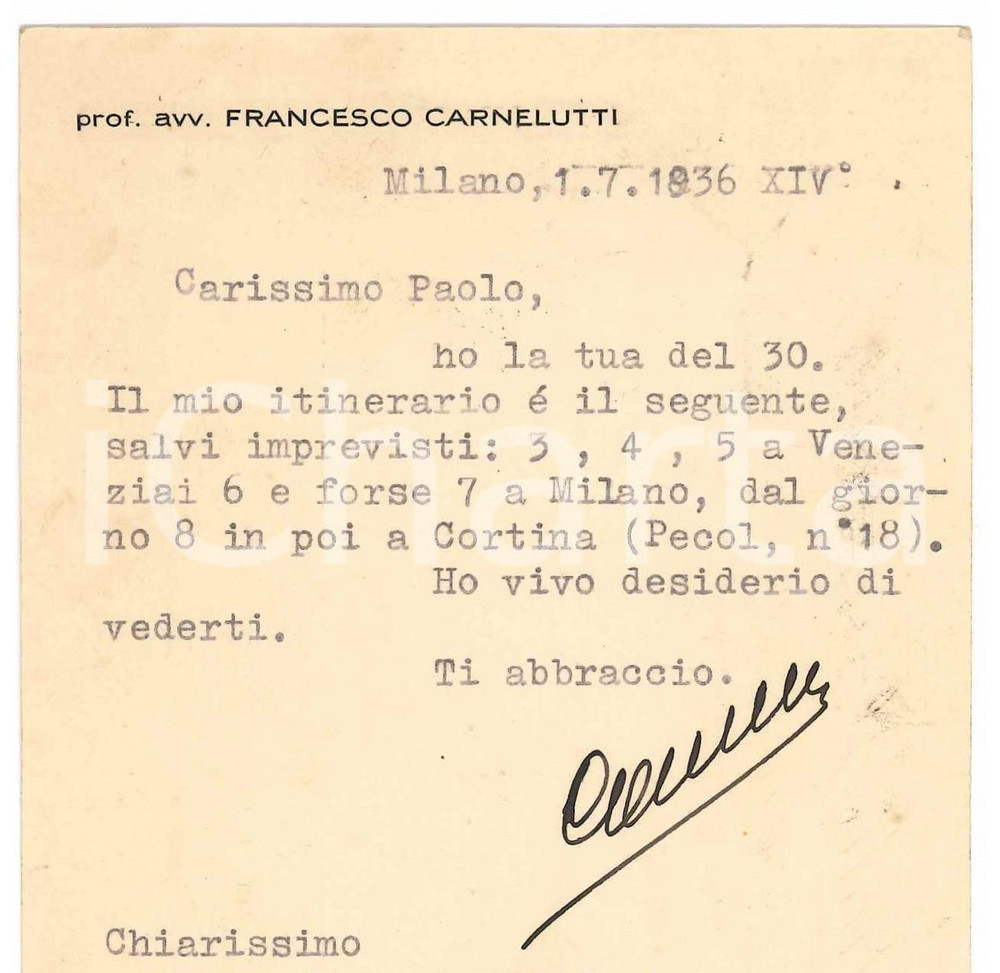 prof. avv. FRANCESCO CARNELUTTI
Milano, 1.7.1936 XIV°
Carissimo Paolo,
ho la tua del 30.
Il mio itinerario é il seguente,
salvi imprevisti: 3 , 4 , 5 a Vene-
ziai 6 e forse 7 a Milano, dal gior-
no 8 in poi a Cortina (Pecol, n°18).
Ho vivo desiderio di
vederti.
Ti abbraccio.
Chiarissimo
iCharta